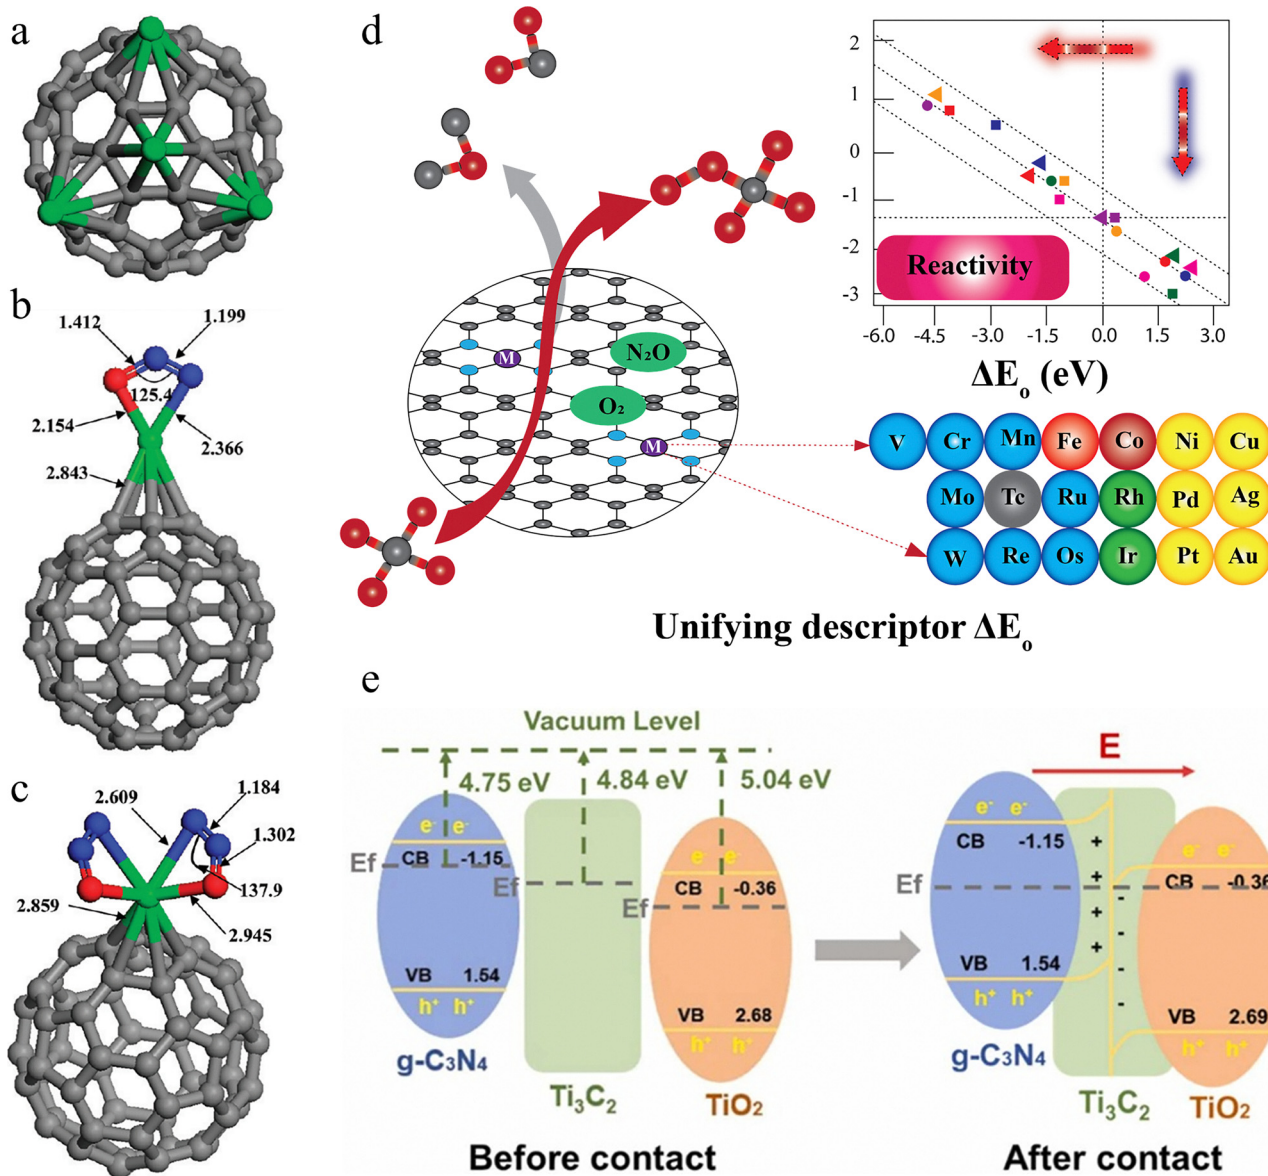 a
b
1.412
1.199
125.4
2.154
2.366
2.843
c
2.609
1.184
1.302
137.9
2.859
2.945
d
M
N₂O
O₂
M
2
1
0
-1
-2
-3
Reactivity
-6.0 -4.5 -3.0 -1.5 0.0 1.5 3.0
ΔEₒ (eV)
V Cr Mn Fe Co Ni Cu
Mo Tc Ru Rh Pd Ag
W Re Os Ir Pt Au
Unifying descriptor ΔEₒ
e
Vacuum Level
4.75 eV 4.84 eV 5.04 eV
e⁻ e⁻
CB -1.15
Ef
Ef
e⁻ e⁻
CB -0.36
Ef
VB 1.54
h⁺ h⁺
VB 2.68
h⁺ h⁺
g-C₃N₄
Ti₃C₂
TiO₂
Before contact
E
e⁻ e⁻
CB -1.15
+
+
+
+
-
-
-
-
e⁻ e⁻
Ef
CB -0.36
VB 1.54
h⁺ h⁺
VB 2.69
h⁺ h⁺
g-C₃N₄
Ti₃C₂
TiO₂
After contact